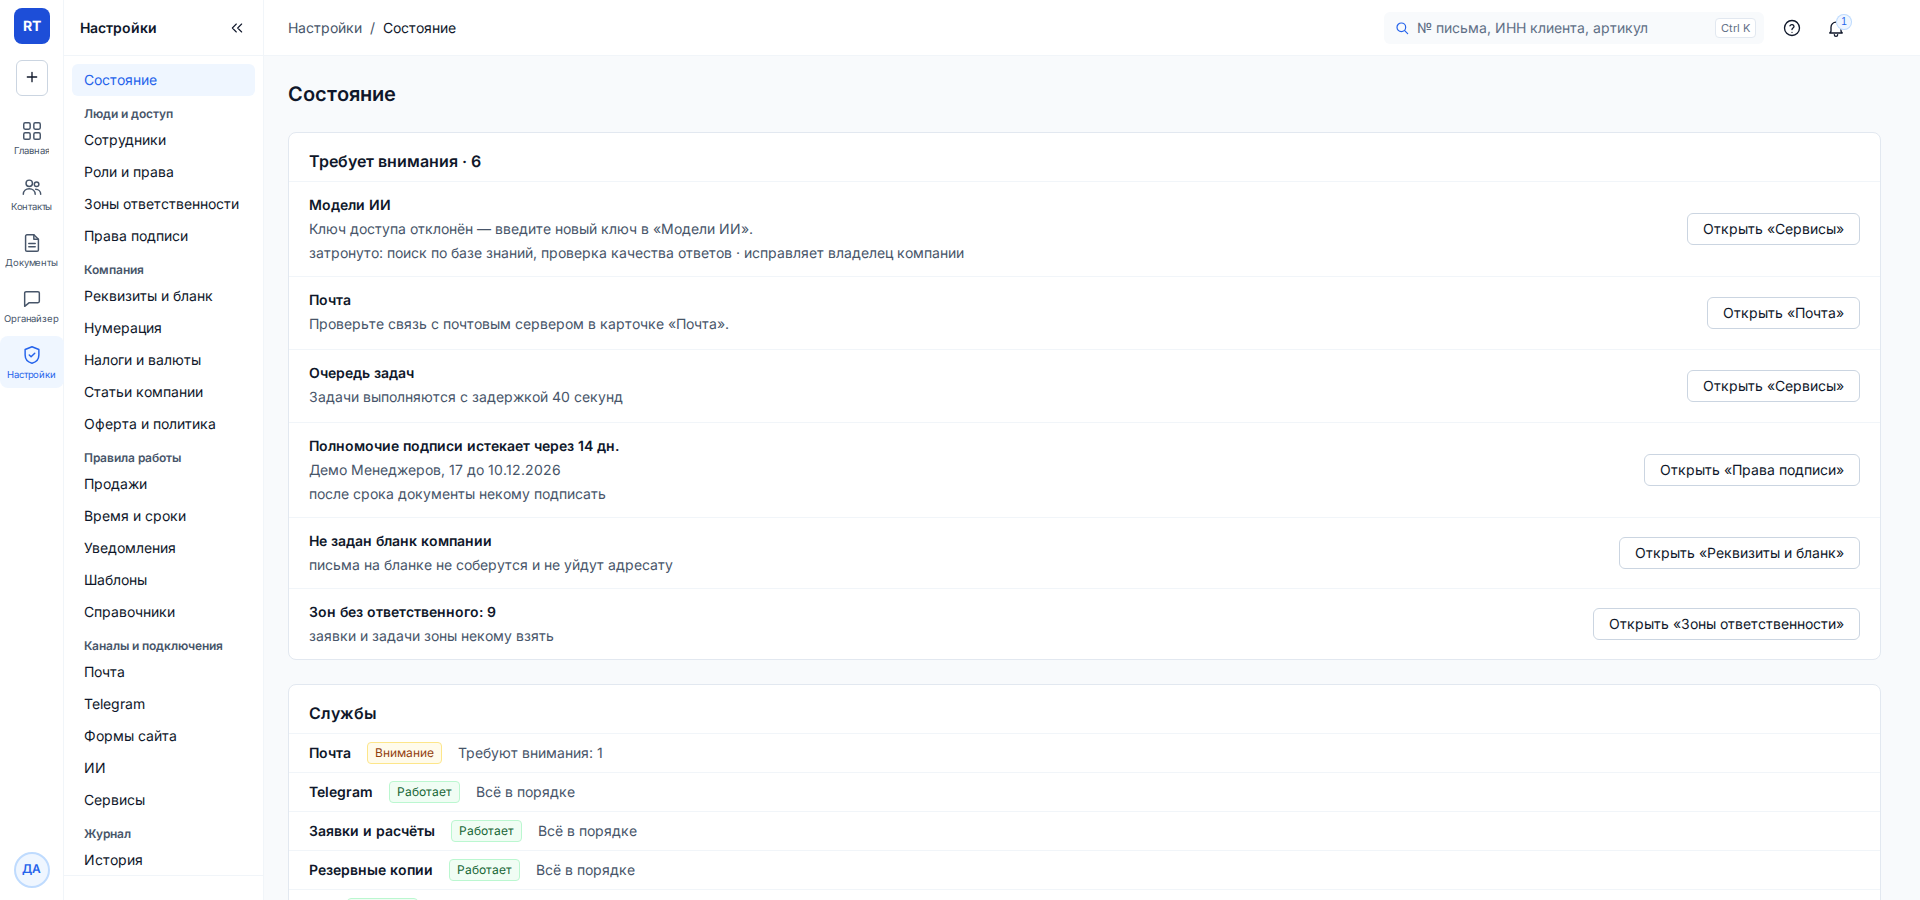 RT
Настройки
Настройки / Состояние
№ письма, ИНН клиента, артикул
Ctrl K
1
Главная
Контакты
Документы
Органайзер
Настройки
ДА
Состояние
Люди и доступ
Сотрудники
Роли и права
Зоны ответственности
Права подписи
Компания
Реквизиты и бланк
Нумерация
Налоги и валюты
Статьи компании
Оферта и политика
Правила работы
Продажи
Время и сроки
Уведомления
Шаблоны
Справочники
Каналы и подключения
Почта
Telegram
Формы сайта
ИИ
Сервисы
Журнал
История
Состояние
Требует внимания · 6
Модели ИИ
Ключ доступа отклонён — введите новый ключ в «Модели ИИ».
затронуто: поиск по базе знаний, проверка качества ответов · исправляет владелец компании
Открыть «Сервисы»
Почта
Проверьте связь с почтовым сервером в карточке «Почта».
Открыть «Почта»
Очередь задач
Задачи выполняются с задержкой 40 секунд
Открыть «Сервисы»
Полномочие подписи истекает через 14 дн.
Демо Менеджеров, 17 до 10.12.2026
после срока документы некому подписать
Открыть «Права подписи»
Не задан бланк компании
письма на бланке не соберутся и не уйдут адресату
Открыть «Реквизиты и бланк»
Зон без ответственного: 9
заявки и задачи зоны некому взять
Открыть «Зоны ответственности»
Службы
Почта Внимание Требуют внимания: 1
Telegram Работает Всё в порядке
Заявки и расчёты Работает Всё в порядке
Резервные копии Работает Всё в порядке